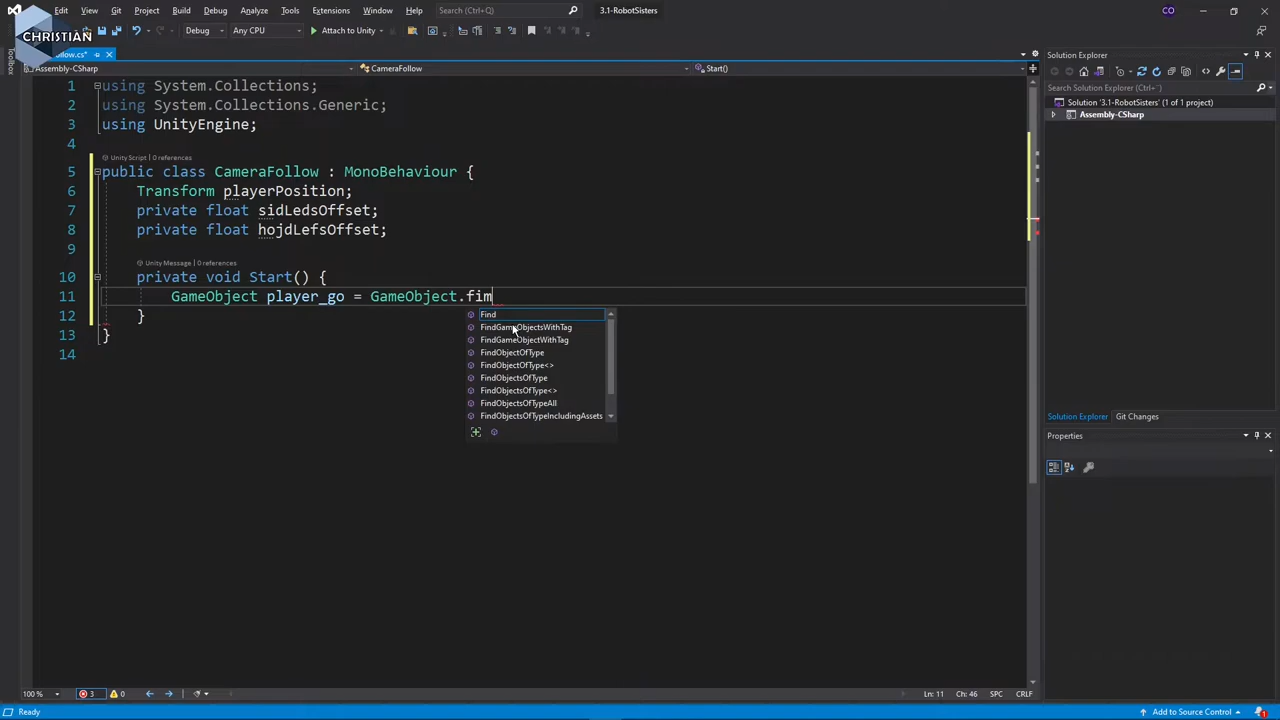 File Edit View Git Project Build Debug Analyze Tools Extensions Window Help Search (Ctrl+Q) 3.1-RobotSisters CO
CHRISTIAN
Debug Any CPU Attach to Unity
Toolbox
ollow.cs*
Assembly-CSharp CameraFollow Start()
1 using System.Collections;
2 using System.Collections.Generic;
3 using UnityEngine;
4
Unity Script | 0 references
5 public class CameraFollow : MonoBehaviour {
6 Transform playerPosition;
7 private float sidLedsOffset;
8 private float hojdLefsOffset;
9
Unity Message | 0 references
10 private void Start() {
11 GameObject player_go = GameObject.fim
12 }
13 }
14
Find
FindGameObjectsWithTag
FindGameObjectWithTag
FindObjectOfType
FindObjectOfType<>
FindObjectsOfType
FindObjectsOfType<>
FindObjectsOfTypeAll
FindObjectsOfTypeIncludingAssets
Solution Explorer
Search Solution Explorer (Ctrl+¨)
Solution '3.1-RobotSisters' (1 of 1 project)
Assembly-CSharp
Solution Explorer Git Changes
Properties
100 % 3 0 Ln: 11 Ch: 46 SPC CRLF
Ready Add to Source Control 1